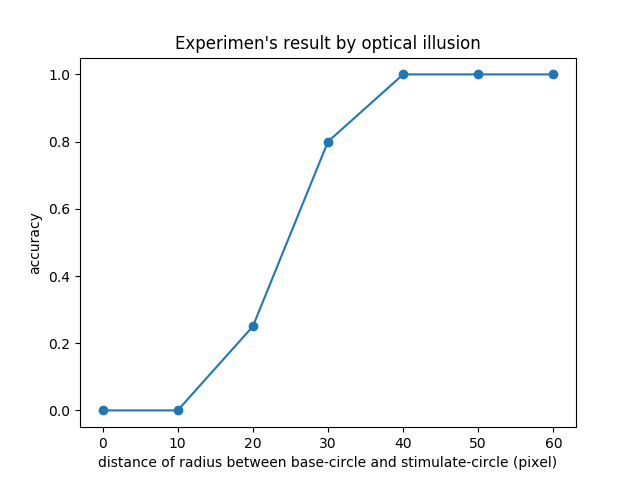 Experimen's result by optical illusion
1.0
0.8
0.6
0.4
0.2
0.0
accuracy
0 10 20 30 40 50 60
distance of radius between base-circle and stimulate-circle (pixel)